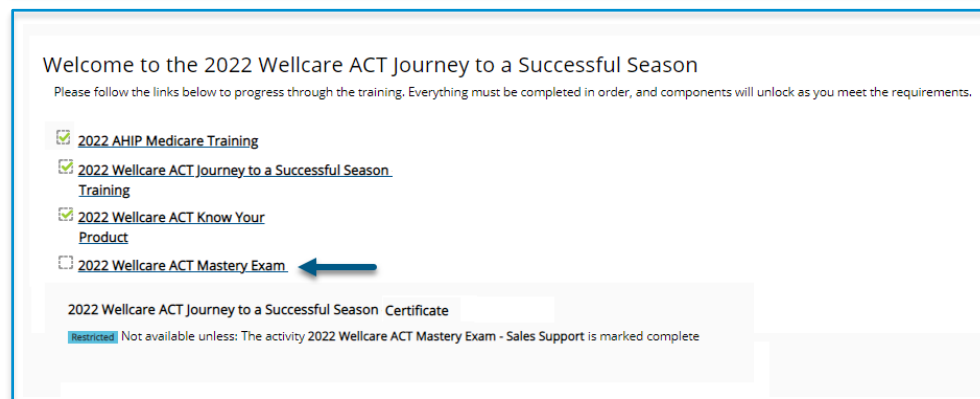 Welcome to the 2022 Wellcare ACT Journey to a Successful Season
Please follow the links below to progress through the training. Everything must be completed in order, and components will unlock as you meet the requirements.
2022 AHIP Medicare Training
2022 Wellcare ACT Journey to a Successful Season
Training
2022 Wellcare ACT Know Your
Product
2022 Wellcare ACT Mastery Exam
2022 Wellcare ACT Journey to a Successful Season Certificate
Restricted Not available unless: The activity 2022 Wellcare ACT Mastery Exam - Sales Support is marked complete